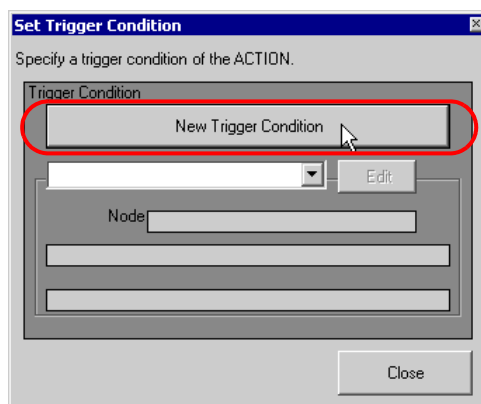 Set Trigger Condition
Specify a trigger condition of the ACTION.
Trigger Condition
New Trigger Condition
Edit
Node
Close